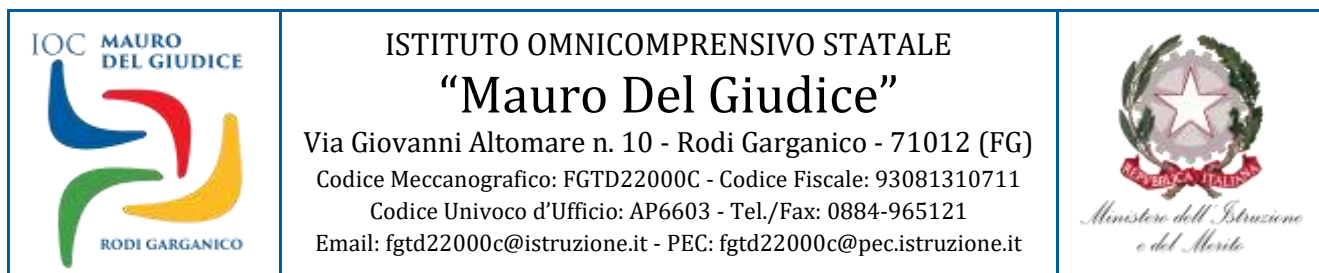 IOC MAURO
DEL GIUDICE
RODI GARGANICO
ISTITUTO OMNICOMPRENSIVO STATALE
“Mauro Del Giudice”
Via Giovanni Altomare n. 10 - Rodi Garganico - 71012 (FG)
Codice Meccanografico: FGTD22000C - Codice Fiscale: 93081310711
Codice Univoco d’Ufficio: AP6603 - Tel./Fax: 0884-965121
Email: fgtd22000c@istruzione.it - PEC: fgtd22000c@pec.istruzione.it
REPVBBLICA ITALIANA
Ministero dell'Istruzione
e del Merito